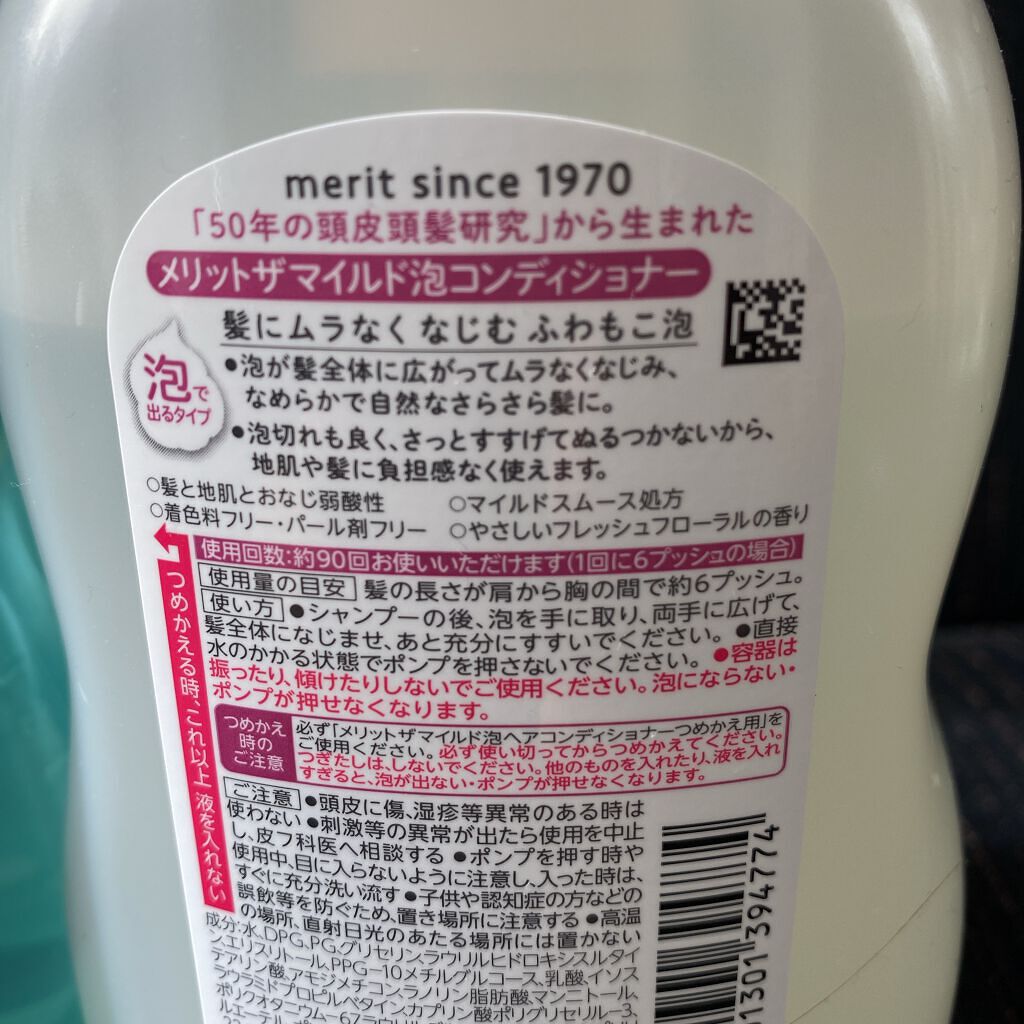 merit since 1970
「50年の頭皮頭髪研究」から生まれた
メリットザマイルド泡コンディショナー
髪にムラなく なじむ ふわもこ泡
泡で
出るタイプ
●泡が髪全体に広がってムラなくなじみ、
なめらかで自然なさらさら髪に。
●泡切れも良く、さっとすすげてぬるつかないから、
地肌や髪に負担感なく使えます。
○髪と地肌とおなじ弱酸性 ○マイルドスムース処方
○着色料フリー・パール剤フリー ○やさしいフレッシュフローラルの香り
つめかえる時、これ以上 液を入れない
使用回数:約90回お使いいただけます(1回に6プッシュの場合)
使用量の目安 髪の長さが肩から胸の間で約6プッシュ。
使い方 ●シャンプーの後、泡を手に取り、両手に広げて、
髪全体になじませ、あと充分にすすいでください。 ●直接
水のかかる状態でポンプを押さないでください。 ●容器は
振ったり、傾けたりしないでご使用ください。泡にならない・
ポンプが押せなくなります。
つめかえ
時の
ご注意
必ず「メリットザマイルド泡ヘアコンディショナーつめかえ用」を
ご使用ください。必ず使い切ってからつめかえてください。
つぎたしは、しないでください。他のものを入れたり、液を入れ
すぎると、泡が出ない・ポンプが押せなくなります。
ご注意 ●頭皮に傷、湿疹等異常のある時は
使わない ●刺激等の異常が出たら使用を中止
し、皮フ科医へ相談する ●ポンプを押す時や
使用中、目に入らないように注意し、入った時は、
すぐに充分洗い流す ●子供や認知症の方などの
誤飲等を防ぐため、置き場所に注意する ●高温
の場所、直射日光のあたる場所には置かない
成分:水、DPG、PG、グリセリン、ラウリルヒドロキシスルタイ
ン、エリスリトール、PPG-10メチルグルコース、乳酸、イソス
テアリン酸、アモジメチコン、ラノリン脂肪酸、マンニトール、
ラウラミドプロピルベタイン、カプリン酸ポリグリセリル-3、
ポリクオタニウム-67、ラウリル
ルエーテル、
13013 94774